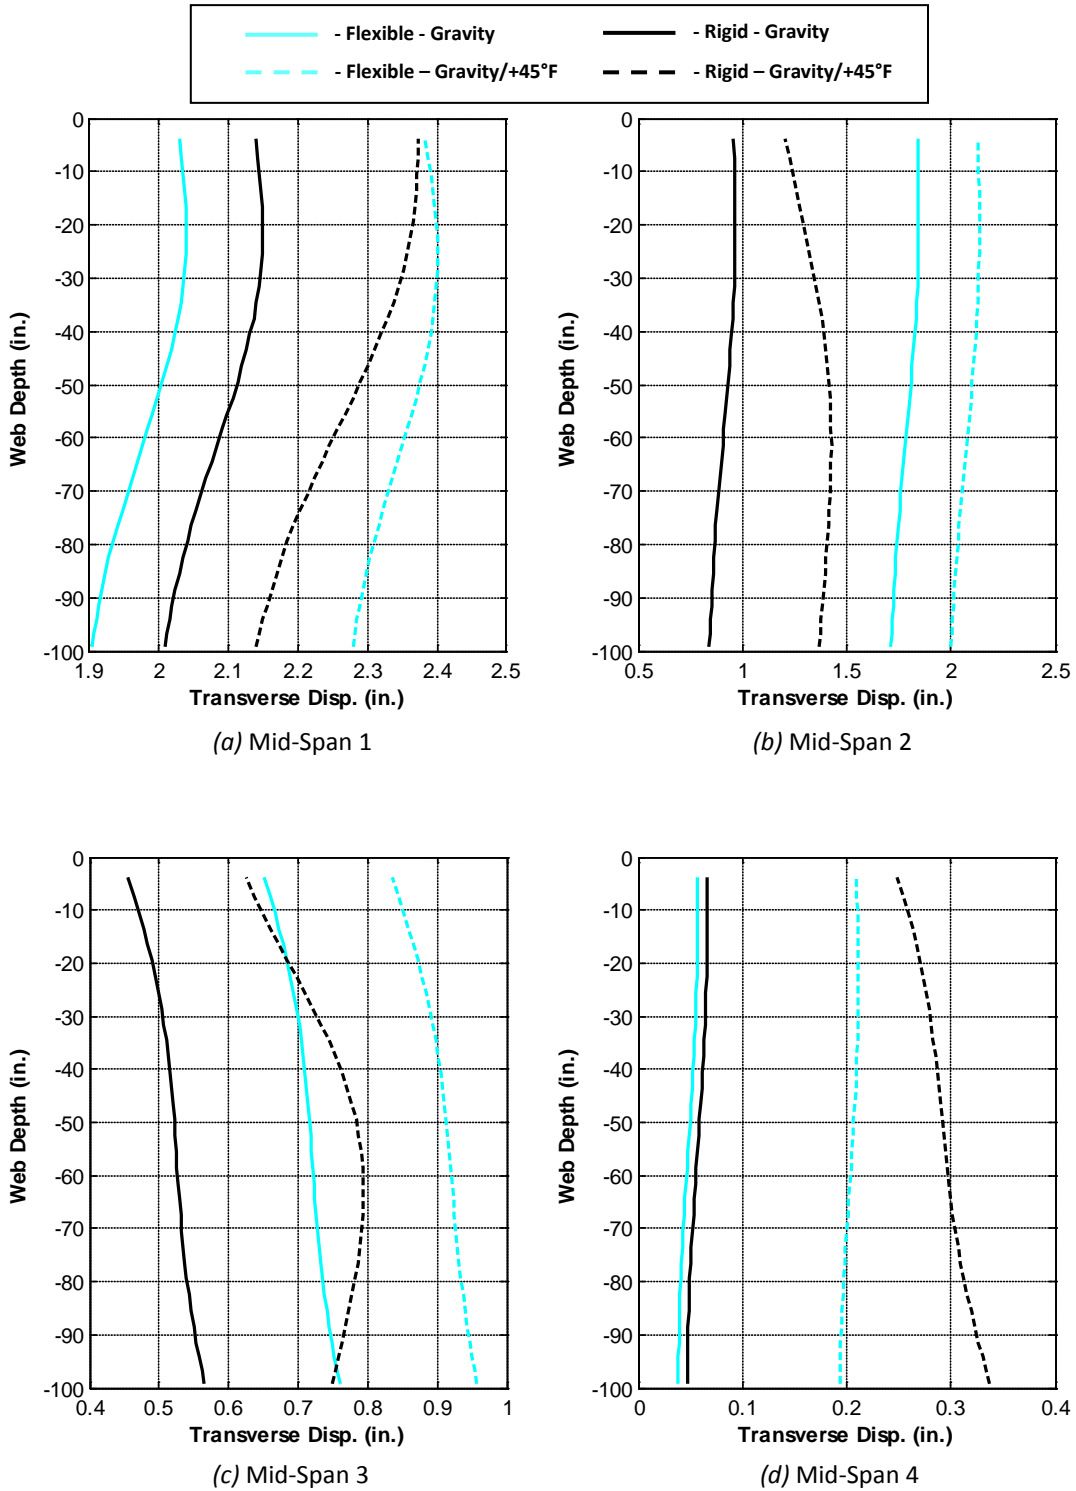 - Flexible - Gravity - Rigid - Gravity
- Flexible – Gravity/+45°F - Rigid – Gravity/+45°F
0
-10
-20
-30
-40
-50
-60
-70
-80
-90
-100
Web Depth (in.)
1.9 2 2.1 2.2 2.3 2.4 2.5
Transverse Disp. (in.)
(a) Mid-Span 1
0
-10
-20
-30
-40
-50
-60
-70
-80
-90
-100
Web Depth (in.)
0.5 1 1.5 2 2.5
Transverse Disp. (in.)
(b) Mid-Span 2
0
-10
-20
-30
-40
-50
-60
-70
-80
-90
-100
Web Depth (in.)
0.4 0.5 0.6 0.7 0.8 0.9 1
Transverse Disp. (in.)
(c) Mid-Span 3
0
-10
-20
-30
-40
-50
-60
-70
-80
-90
-100
Web Depth (in.)
0 0.1 0.2 0.3 0.4
Transverse Disp. (in.)
(d) Mid-Span 4